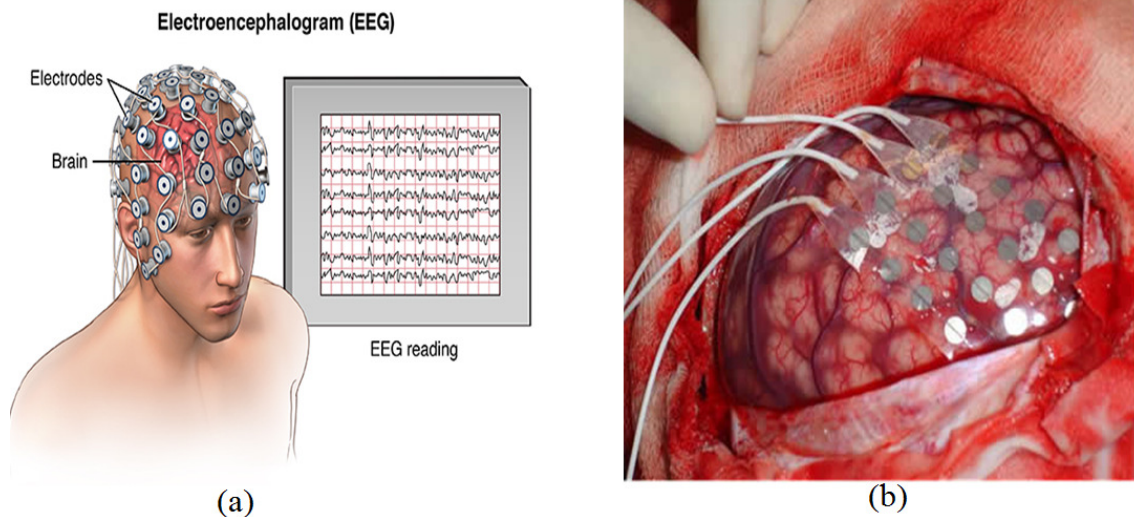 Electroencephalogram (EEG)
Electrodes
Brain
EEG reading
(a)
(b)